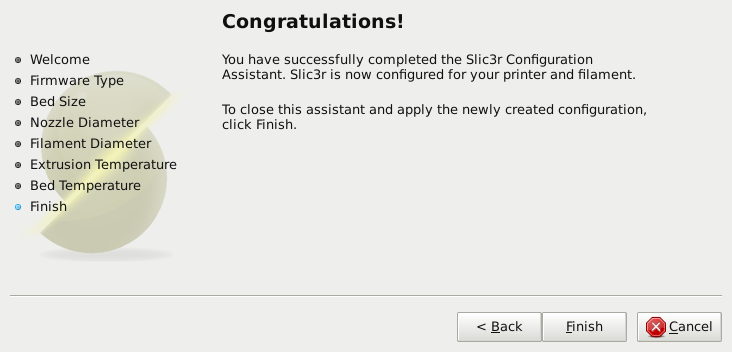 Congratulations!
Welcome
Firmware Type
Bed Size
Nozzle Diameter
Filament Diameter
Extrusion Temperature
Bed Temperature
Finish
You have successfully completed the Slic3r Configuration
Assistant. Slic3r is now configured for your printer and filament.
To close this assistant and apply the newly created configuration,
click Finish.
< Back
Finish
Cancel